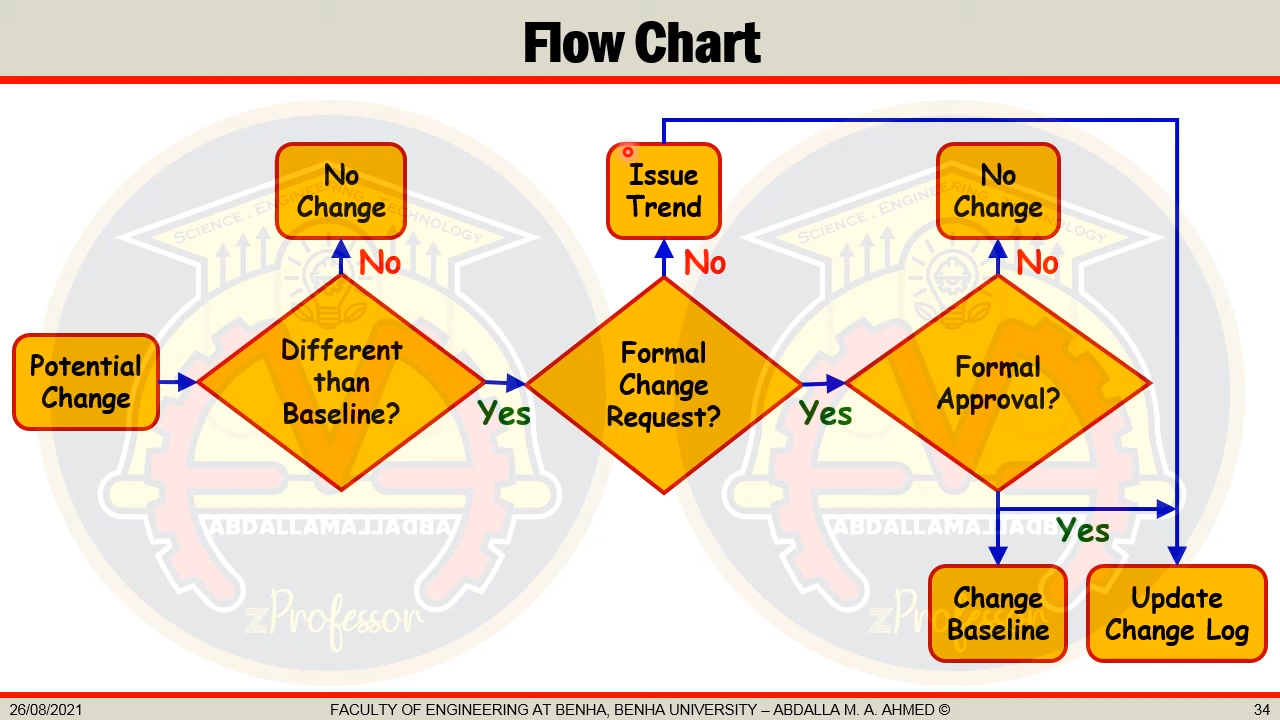 Flow Chart
No
Change
Issue
Trend
No
Change
No
No
No
Potential
Change
Different
than
Baseline?
Yes
Formal
Change
Request?
Yes
Formal
Approval?
Yes
Change
Baseline
Update
Change Log
SCIENCE . ENGINEERING . TECHNOLOGY
SCIENCE . ENGINEERING . TECHNOLOGY
zProfessor
zProfessor
26/08/2021
FACULTY OF ENGINEERING AT BENHA, BENHA UNIVERSITY – ABDALLA M. A. AHMED ©
34